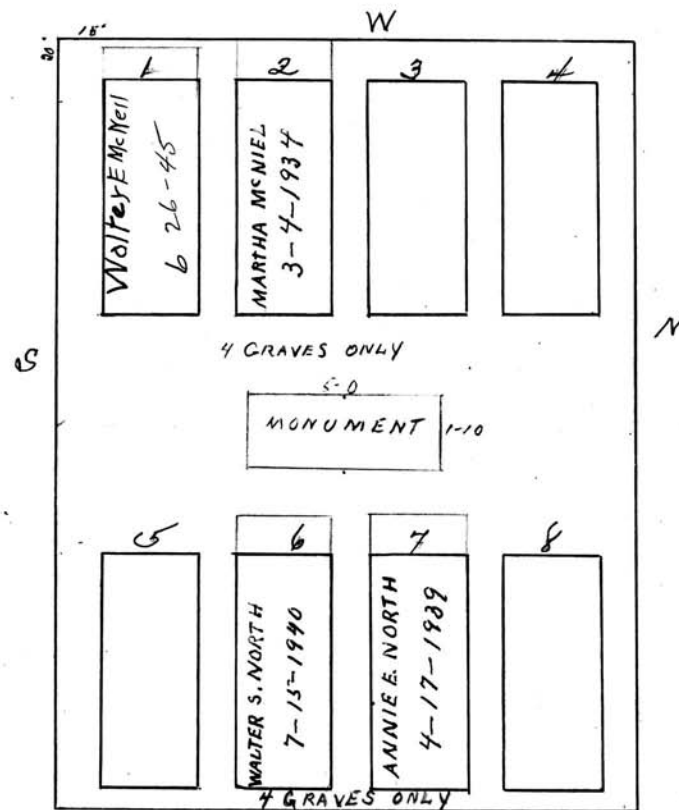 W
15'
20
1 2 3 4
Walter E McNeil
6 26-45
MARTHA McNIEL
3-4-1934
S
N
4 GRAVES ONLY
5-0
MONUMENT
1-10
5 6 7 8
WALTER S. NORTH
7-15-1940
ANNIE E. NORTH
4-17-1939
4 GRAVES ONLY